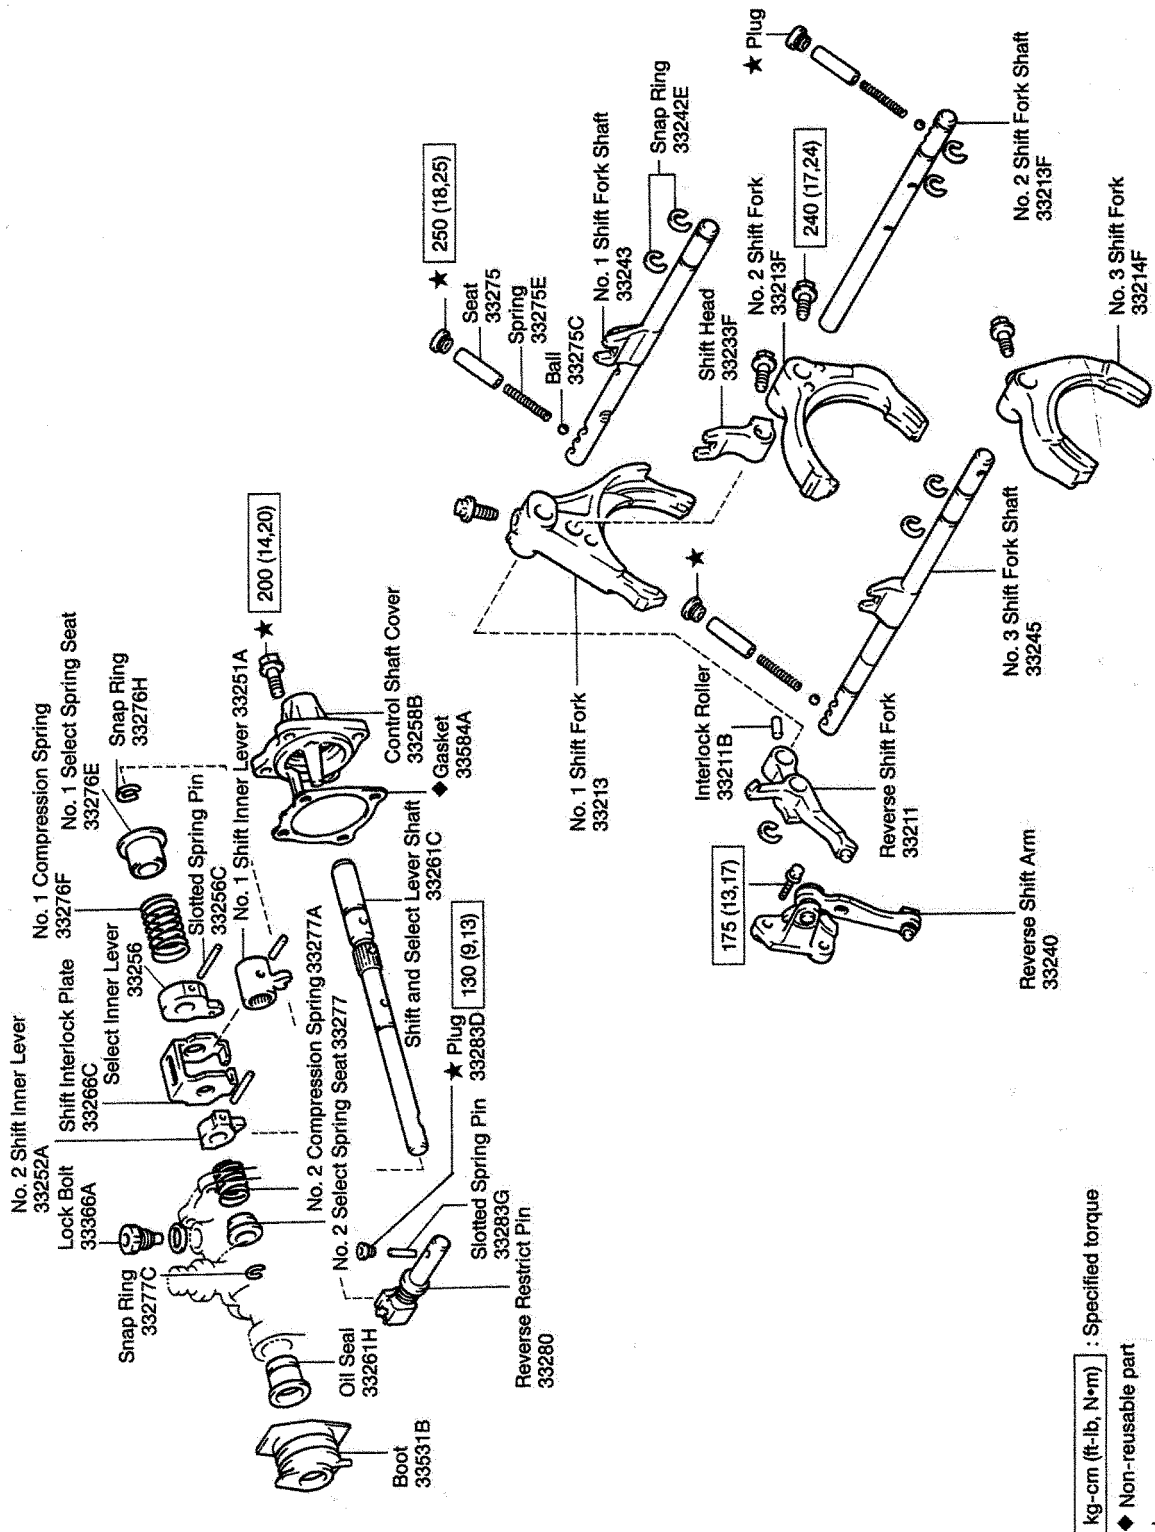 No. 2 Shift Inner Lever
33252A
Lock Bolt
33366A
Shift Interlock Plate
33266C
Select Inner Lever
33256
No. 1 Compression Spring
33276F
No. 1 Select Spring Seat
33276E
Snap Ring
33276H
Slotted Spring Pin
33256C
No. 1 Shift Inner Lever 33251A
★ 200 (14,20)
Control Shaft Cover
33258B
◆ Gasket
33584A
Shift and Select Lever Shaft
33261C
Snap Ring
33277C
No. 2 Compression Spring 33277A
No. 2 Select Spring Seat 33277
★ Plug
33283D
130 (9,13)
Slotted Spring Pin
33283G
Reverse Restrict Pin
33280
Oil Seal
33261H
Boot
33531B
★ 250 (18,25)
Seat
33275
Spring
33275E
Ball
33275C
No. 1 Shift Fork Shaft
33243
Snap Ring
33242E
★ Plug
Shift Head
33233F
No. 2 Shift Fork
33213F
240 (17,24)
No. 2 Shift Fork Shaft
33213F
No. 3 Shift Fork
33214F
No. 1 Shift Fork
33213
★
Interlock Roller
33211B
No. 3 Shift Fork Shaft
33245
Reverse Shift Fork
33211
175 (13,17)
Reverse Shift Arm
33240
kg-cm (ft-lb, N•m) : Specified torque
◆ Non-reusable part